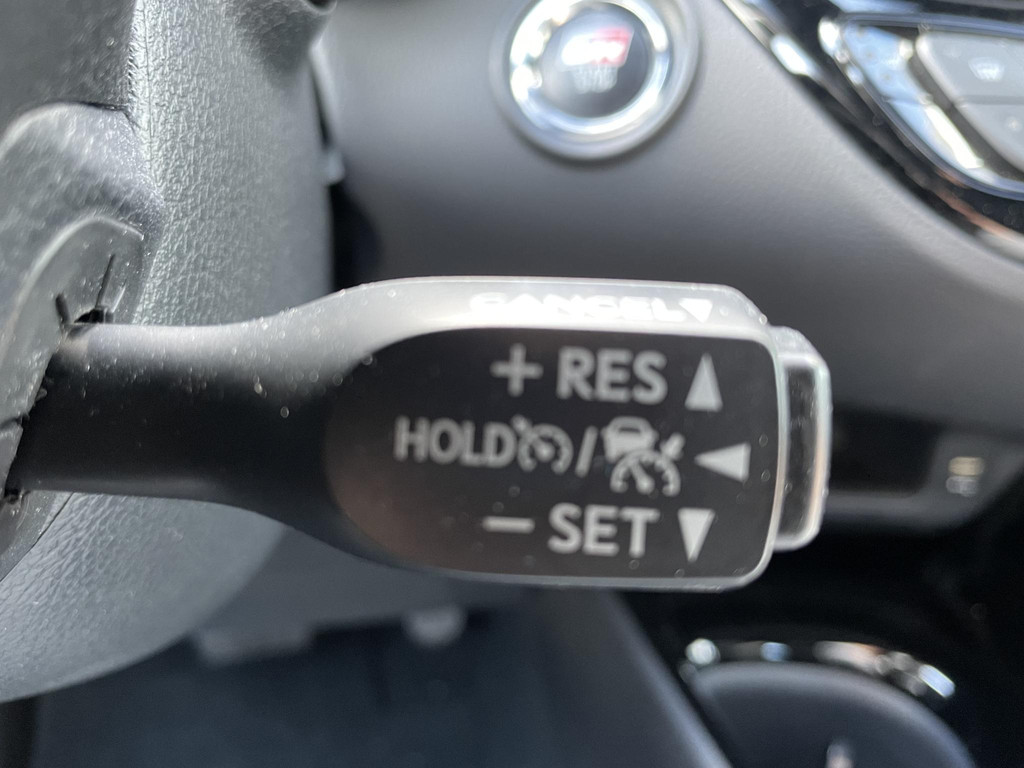 CANCEL▼
+ RES ▲
HOLD / ◀
− SET ▼